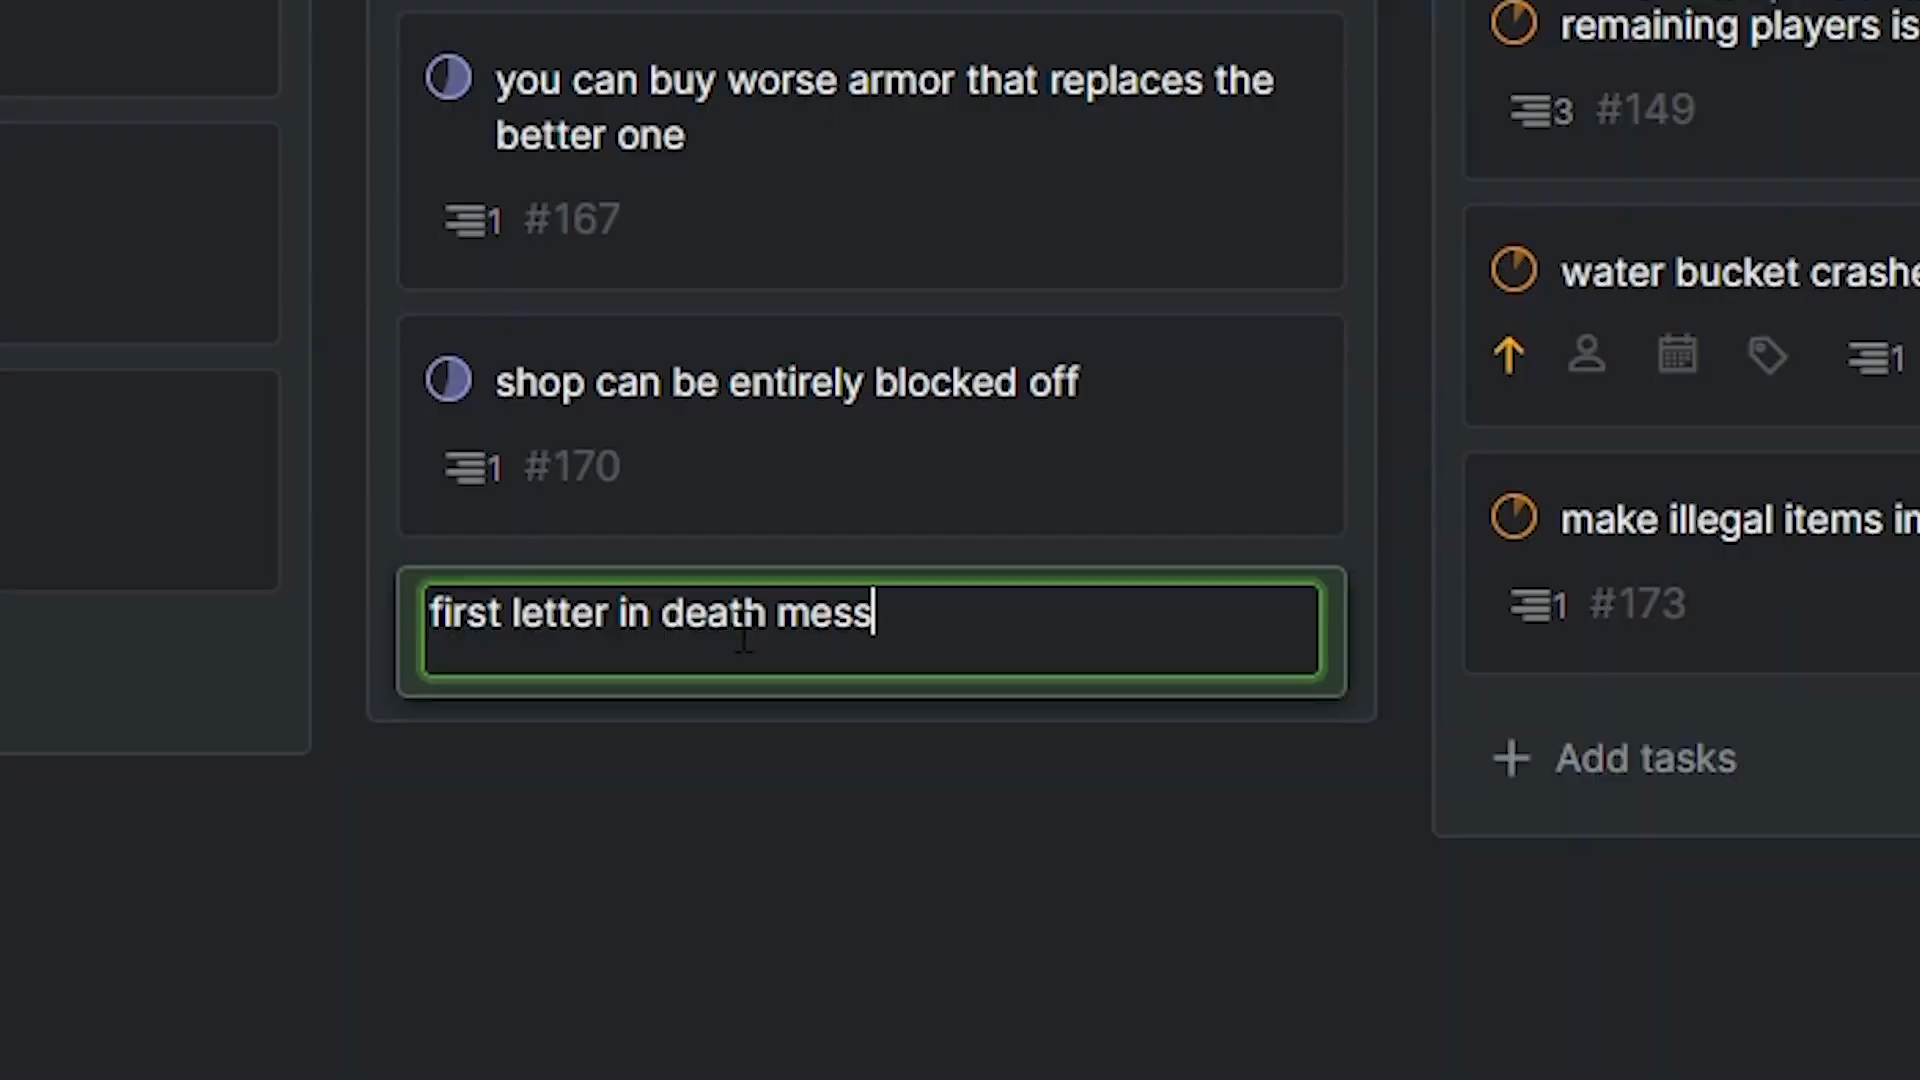 you can buy worse armor that replaces the
better one
1 #167
shop can be entirely blocked off
1 #170
first letter in death mess
remaining players is
3 #149
water bucket crashe
1
make illegal items in
1 #173
+ Add tasks